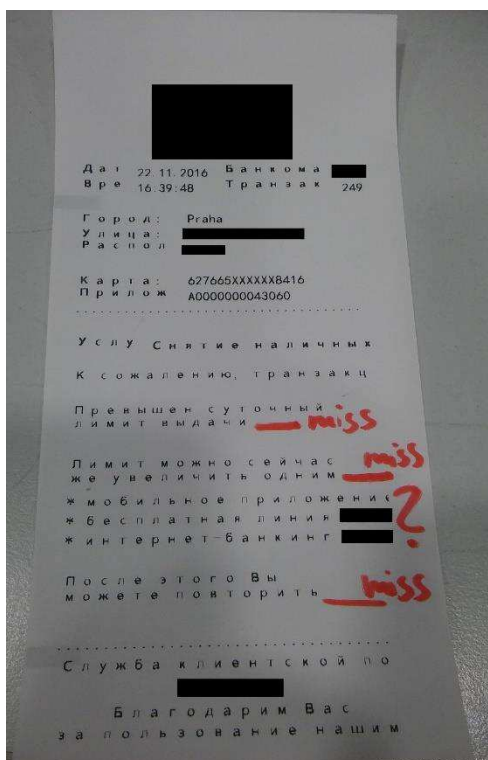 Дат 22.11.2016 Банкома
Вре 16:39:48 Транзак 249
Город: Praha
Улица:
Распол
Карта: 627665XXXXXX8416
Прилож A0000000043060
Услу Снятие наличных
К сожалению, транзакц
Превышен суточный
лимит выдачи miss
Лимит можно сейчас miss
же увеличить одним
* мобильное приложение ?
* бесплатная линия
* интернет-банкинг
После этого Вы miss
можете повторить
Служба клиентской по
Благодарим Вас
за пользование нашим